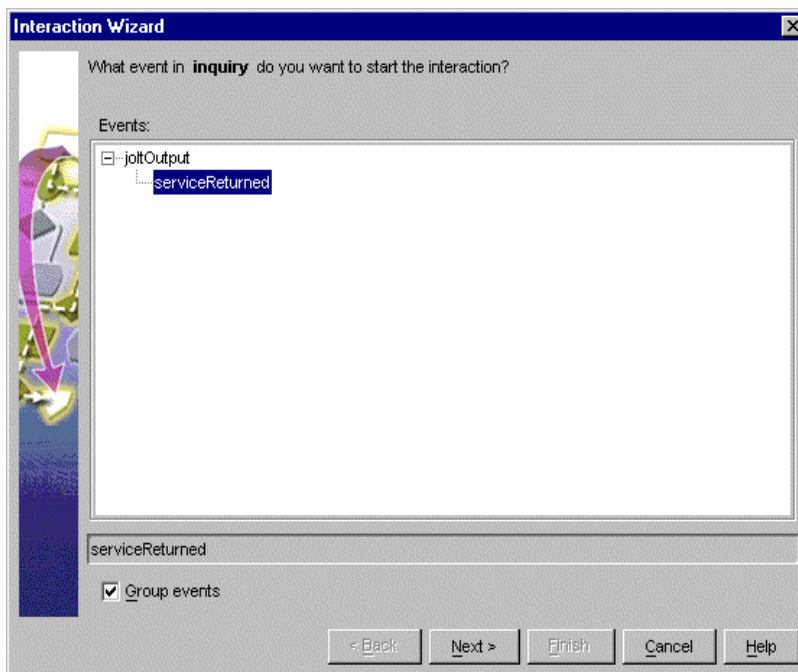 Interaction Wizard
What event in inquiry do you want to start the interaction?
Events:
joltOutput
serviceReturned
serviceReturned
Group events
< Back Next > Finish Cancel Help